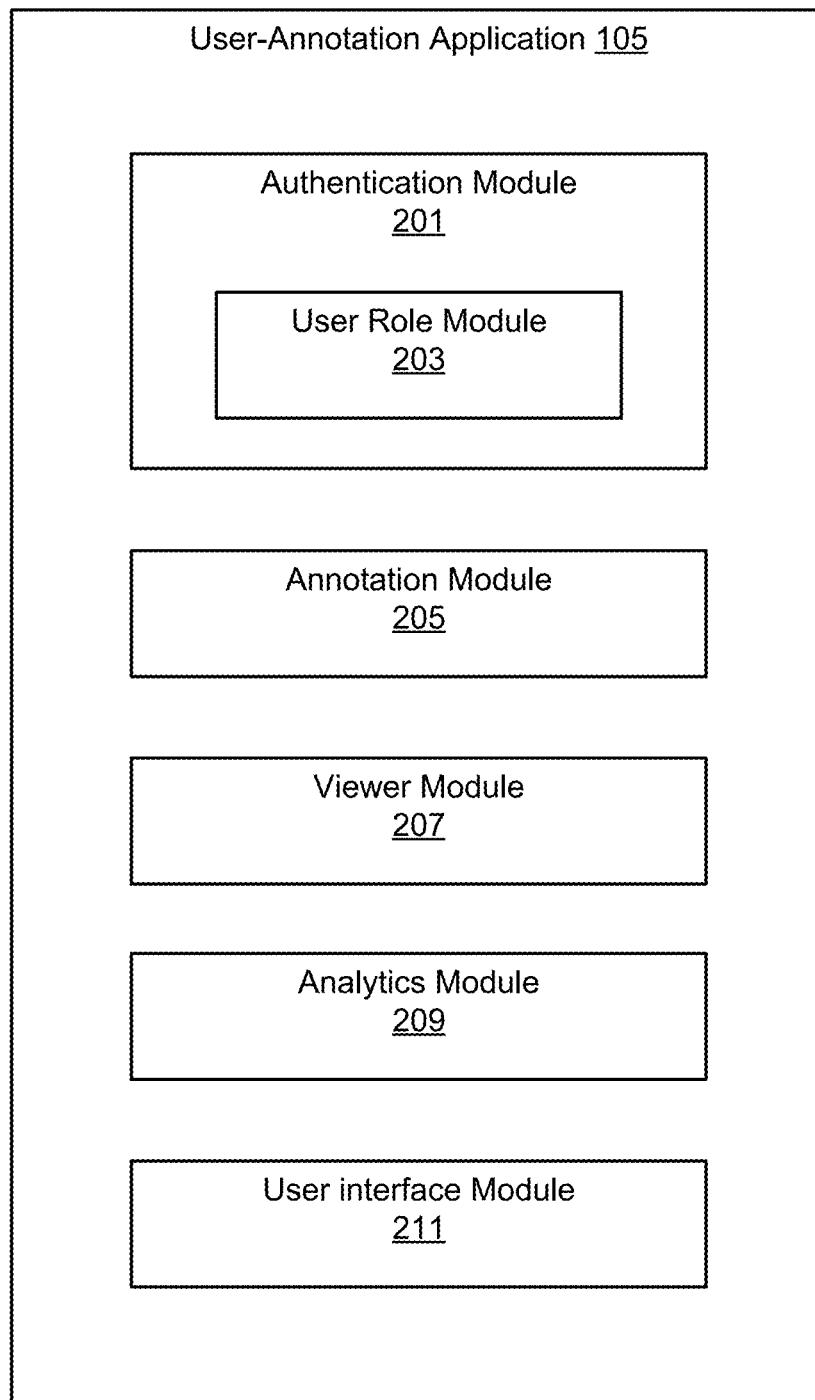 User-Annotation Application 105
Authentication Module
201
User Role Module
203
Annotation Module
205
Viewer Module
207
Analytics Module
209
User interface Module
211